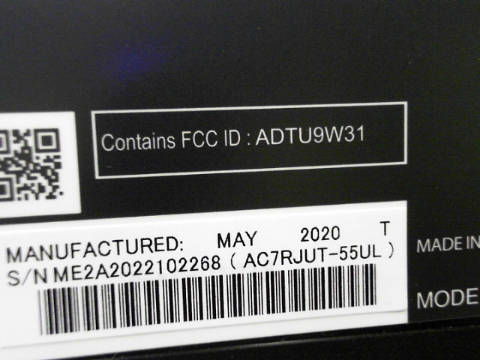 Contains FCC ID : ADTU9W31
MANUFACTURED: MAY 2020 T
S/N ME2A2022102268 ( AC7RJUT-55UL )
MADE IN
MODE